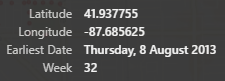 Latitude 41.937755
Longitude -87.685625
Earliest Date Thursday, 8 August 2013
Week 32